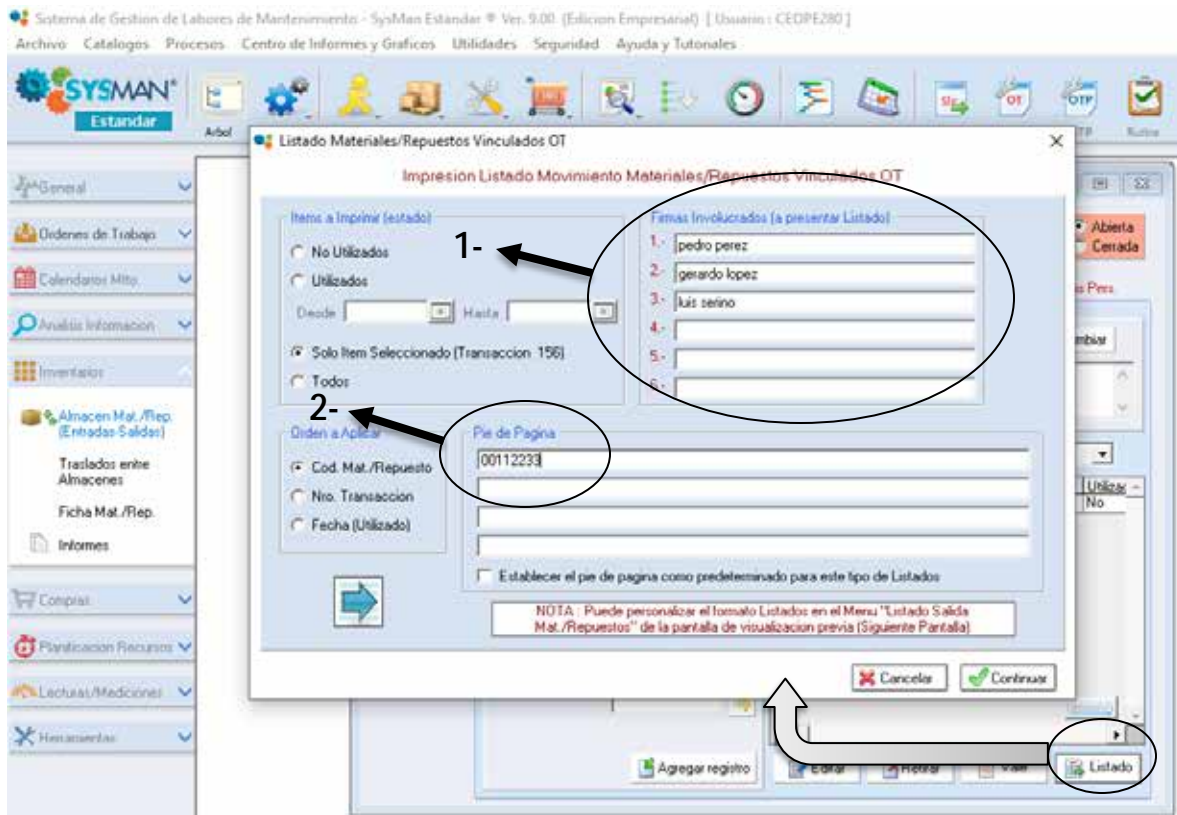 Sistema de Gestion de Labores de Mantenimiento - SysMan Estandar ® Ver. 9.00 (Edicion Empresarial) [ Usuario : CEOPE280 ]
Archivo Catalogos Procesos Centro de Informes y Graficos Utilidades Seguridad Ayuda y Tutoriales
SYSMAN®
Estandar
Arbol
OT
OTP
Rutina
Listado Materiales/Repuestos Vinculados OT
Impresion Listado Movimiento Materiales/Repuestos Vinculados OT
General
Ordenes de Trabajo
Calendarios Mtto.
Analisis Informacion
Inventarios
Almacen Mat./Rep.
(Entradas-Salidas)
Traslados entre
Almacenes
Ficha Mat./Rep.
Informes
Compras
Planificacion Recursos
Lecturas/Mediciones
Herramientas
Items a Imprimir (estado)
No Utilizados
Utilizados
Desde
Hasta
Solo Item Seleccionado (Transaccion 156)
Todos
1-
Firmas Involucrados (a presentar Listado)
1.- pedro perez
2.- gerardo lopez
3.- luis serino
4.-
5.-
6.-
2-
Orden a Aplicar
Cod. Mat./Repuesto
Nro. Transaccion
Fecha (Utilizado)
Pie de Pagina
00112233
Establecer el pie de pagina como predeterminado para este tipo de Listados
NOTA : Puede personalizar el formato Listados en el Menu "Listado Salida
Mat./Repuestos" de la pantalla de visualizacion previa (Siguiente Pantalla)
Cancelar
Continuar
Abierta
Cerrada
No
Agregar registro
Editar
Listado